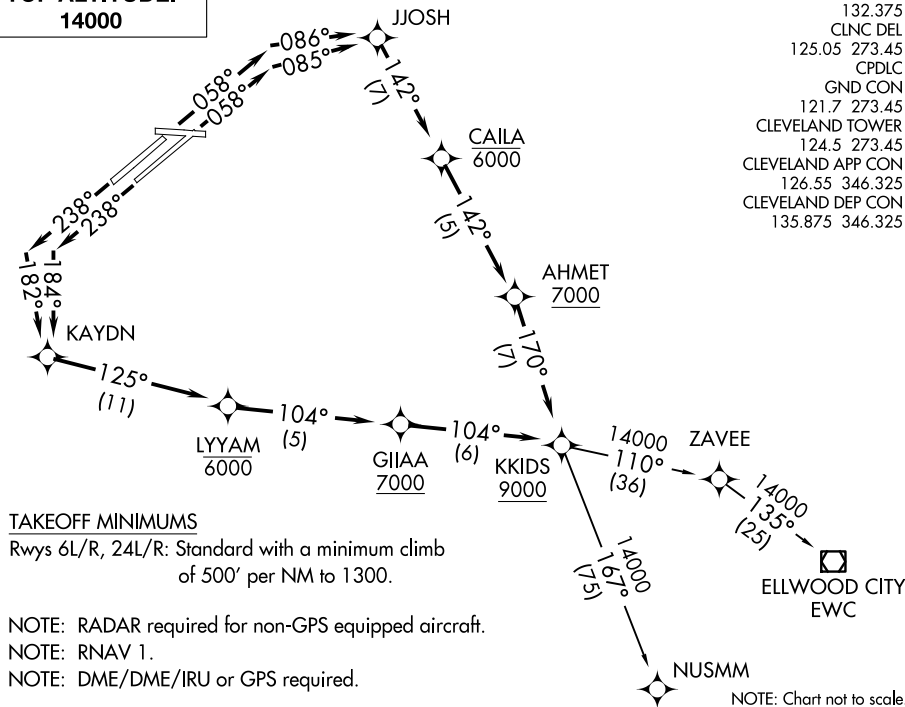 TOP ALTITUDE:
14000
132.375
CLNC DEL
125.05 273.45
CPDLC
GND CON
121.7 273.45
CLEVELAND TOWER
124.5 273.45
CLEVELAND APP CON
126.55 346.325
CLEVELAND DEP CON
135.875 346.325
JJOSH
086°
085°
058°
058°
142°
(7)
CAILA
6000
142°
(5)
AHMET
7000
170°
(7)
238°
238°
182°
184°
KAYDN
125°
(11)
LYYAM
6000
104°
(5)
GIIAA
7000
104°
(6)
KKIDS
9000
14000
110°
(36)
ZAVEE
14000
135°
(25)
ELLWOOD CITY
EWC
14000
167°
(75)
NUSMM
TAKEOFF MINIMUMS
Rwys 6L/R, 24L/R: Standard with a minimum climb
of 500' per NM to 1300.
NOTE: RADAR required for non-GPS equipped aircraft.
NOTE: RNAV 1.
NOTE: DME/DME/IRU or GPS required.
NOTE: Chart not to scale